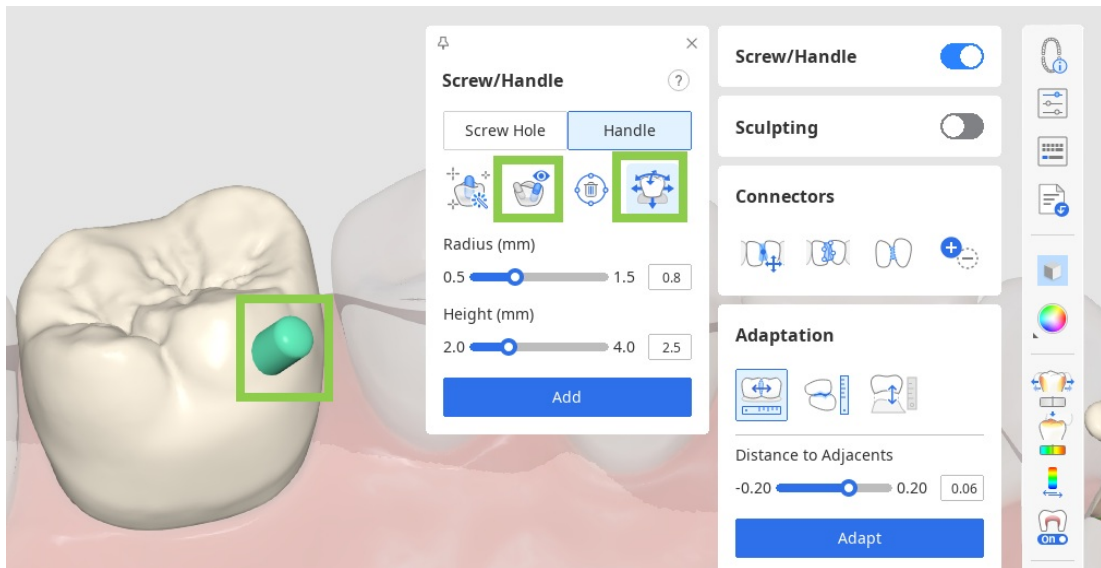 Screw/Handle
?
Screw Hole
Handle
Radius (mm)
0.5
1.5
0.8
Height (mm)
2.0
4.0
2.5
Add
Screw/Handle
Sculpting
Connectors
Adaptation
Distance to Adjacents
-0.20
0.20
0.06
Adapt
On